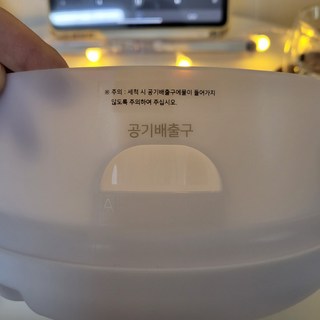 ※ 주의 : 세척 시 공기배출구에물이 들어가지
않도록 주의하여 주십시오.
공기배출구